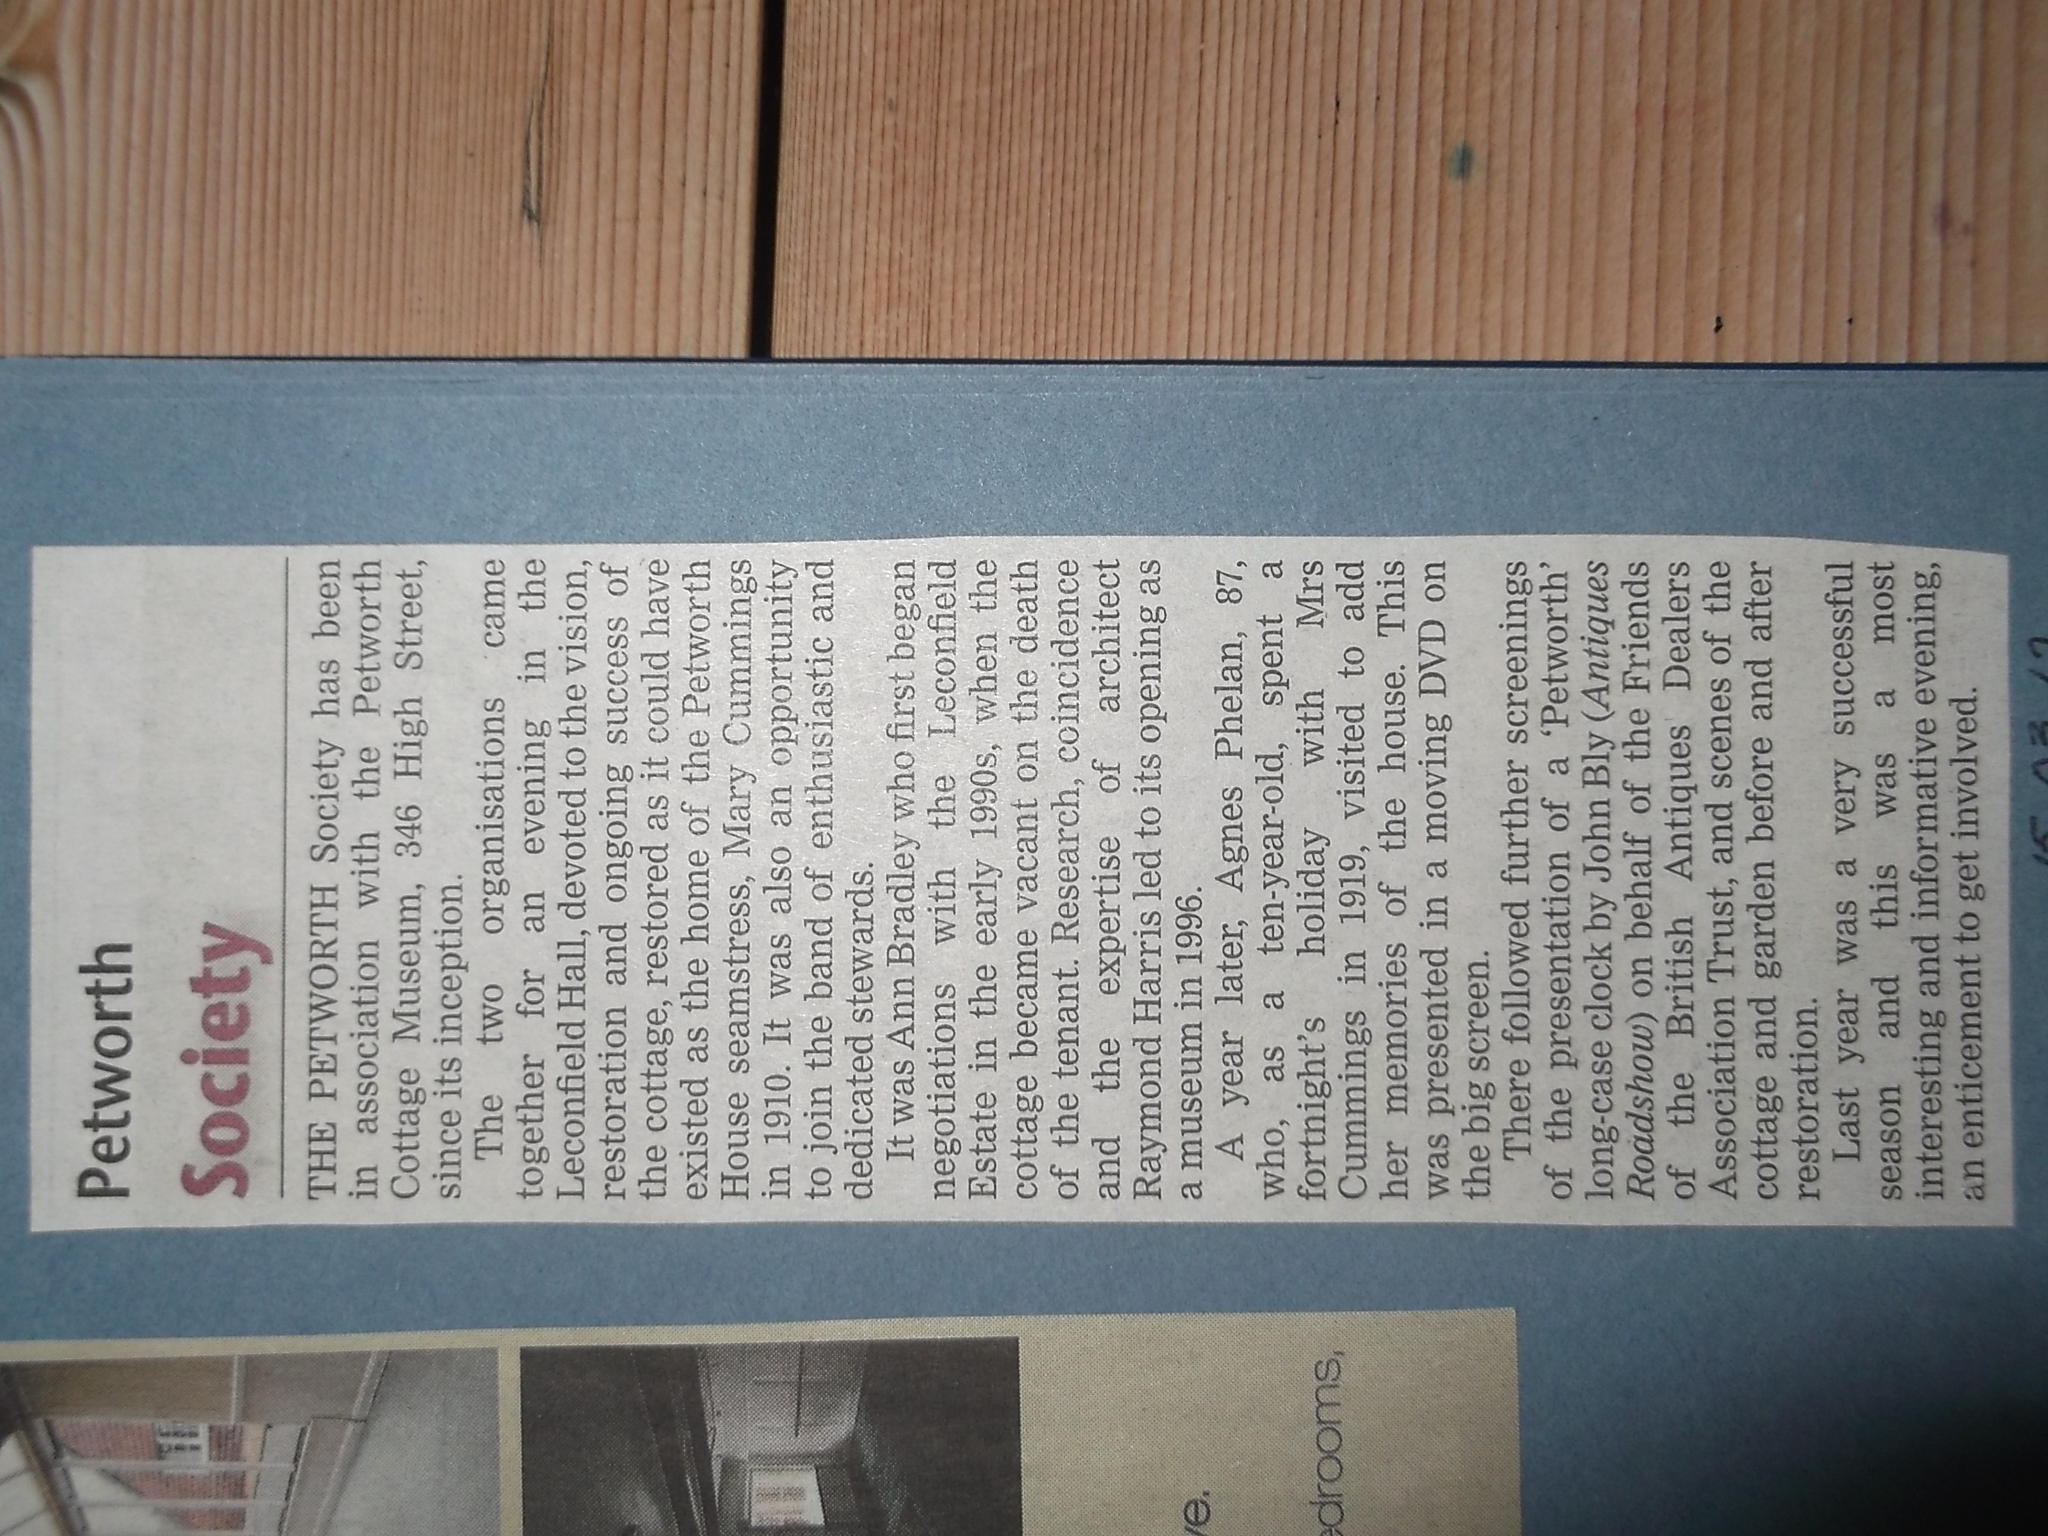 Petworth
Society
THE PETWORTH Society has been
in association with the Petworth
Cottage Museum, 346 High Street,
since its inception.
The two organisations came
together for an evening in the
Leconfield Hall, devoted to the vision,
restoration and ongoing success of
the cottage, restored as it could have
existed as the home of the Petworth
House seamstress, Mary Cummings
in 1910. It was also an opportunity
to join the band of enthusiastic and
dedicated stewards.
It was Ann Bradley who first began
negotiations with the Leconfield
Estate in the early 1990s, when the
cottage became vacant on the death
of the tenant. Research, coincidence
and the expertise of architect
Raymond Harris led to its opening as
a museum in 1996.
A year later, Agnes Phelan, 87,
who, as a ten-year-old, spent a
fortnight's holiday with Mrs
Cummings in 1919, visited to add
her memories of the house. This
was presented in a moving DVD on
the big screen.
There followed further screenings
of the presentation of a 'Petworth'
long-case clock by John Bly (Antiques
Roadshow) on behalf of the Friends
of the British Antiques Dealers
Association Trust, and scenes of the
cottage and garden before and after
restoration.
Last year was a very successful
season and this was a most
interesting and informative evening,
an enticement to get involved.
ve.
edrooms,